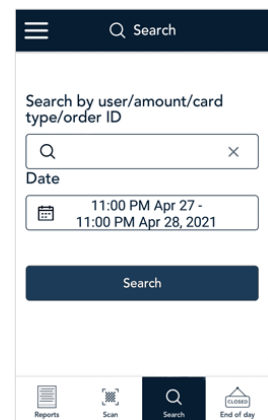 Search
Search by user/amount/card
type/order ID
Date
11:00 PM Apr 27 -
11:00 PM Apr 28, 2021
Search
Reports
Scan
Search
CLOSED
End of day